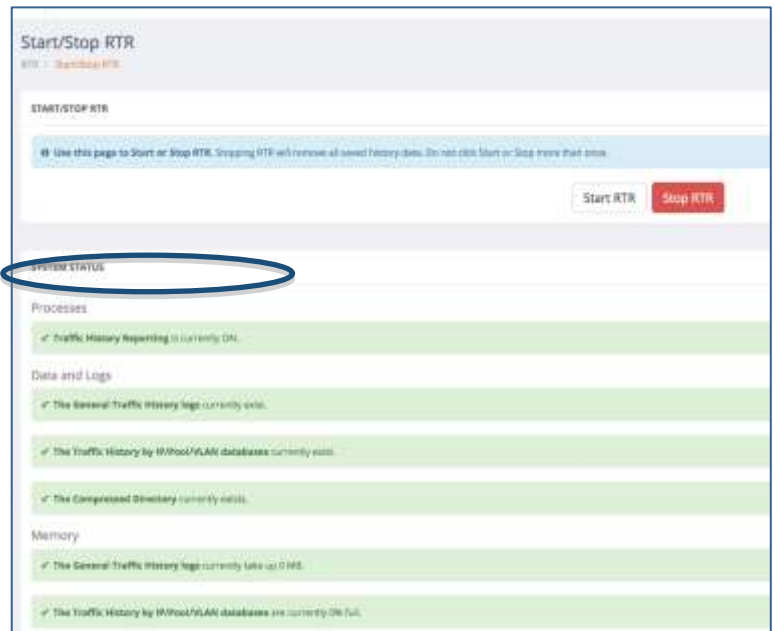 Start/Stop RTR
RTR / Start/Stop RTR
START/STOP RTR
Use this page to Start or Stop RTR. Stopping RTR will remove all saved history data. Do not click Start or Stop more than once.
Start RTR Stop RTR
SYSTEM STATUS
Processes
✔ Traffic History Reporting is currently ON.
Data and Logs
✔ The General Traffic History logs currently exist.
✔ The Traffic History by IP/Pool/VLAN databases currently exist.
✔ The Compressed Directory currently exists.
Memory
✔ The General Traffic History logs currently take up 0 MB.
✔ The Traffic History by IP/Pool/VLAN databases are currently 0% full.